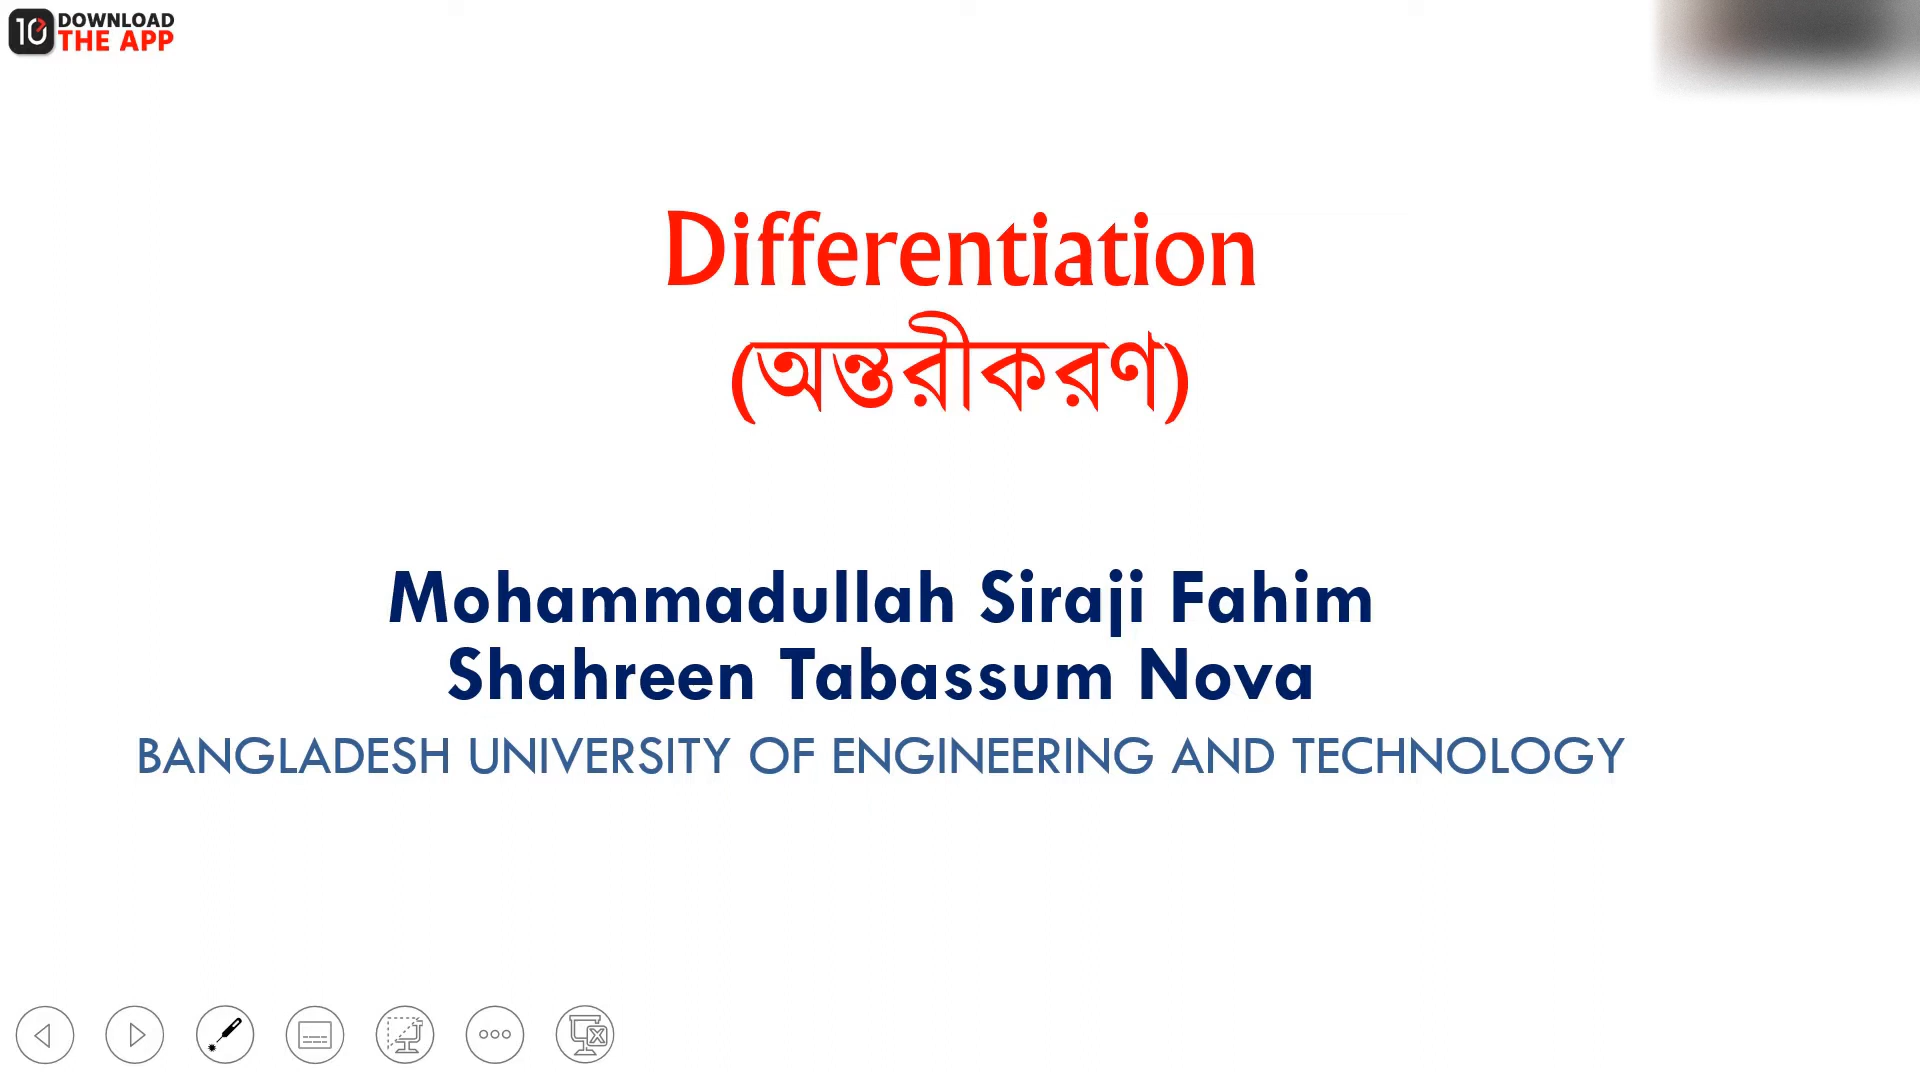 10 DOWNLOAD
THE APP
Differentiation
(অন্তরীকরণ)
Mohammadullah Siraji Fahim
Shahreen Tabassum Nova
BANGLADESH UNIVERSITY OF ENGINEERING AND TECHNOLOGY